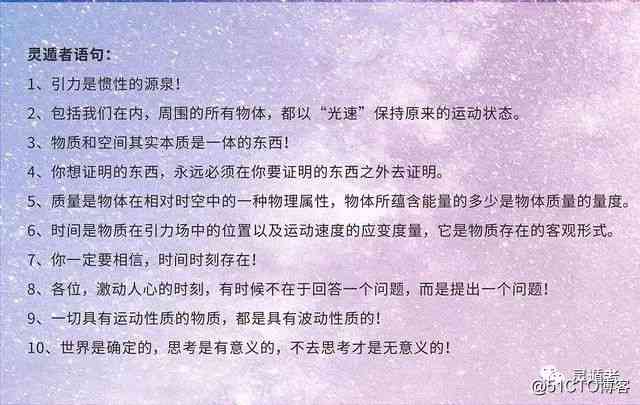 灵遁者语句：
1、引力是惯性的源泉！
2、包括我们在内，周围的所有物体，都以“光速”保持原来的运动状态。
3、物质和空间其实本质是一体的东西！
4、你想证明的东西，永远必须在你要证明的东西之外去证明。
5、质量是物体在相对时空中的一种物理属性，物体所蕴含能量的多少是物体质量的量度。
6、时间是物质在引力场中的位置以及运动速度的应变度量，它是物质存在的客观形式。
7、你一定要相信，时间时刻存在！
8、各位，激动人心的时刻，有时候不在于回答一个问题，而是提出一个问题！
9、一切具有运动性质的物质，都是具有波动性质的！
10、世界是确定的，思考是有意义的，不去思考才是无意义的！
灵遁者
@51CTO博客